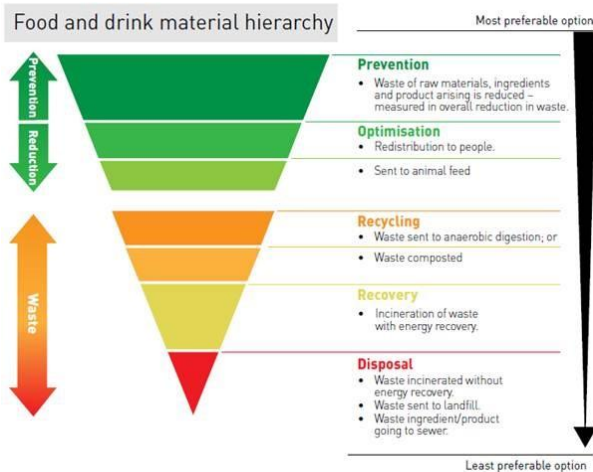 Food and drink material hierarchy
Most preferable option
Prevention
Reduction
Waste
Prevention
• Waste of raw materials, ingredients
and product arising is reduced –
measured in overall reduction in waste.
Optimisation
• Redistribution to people.
• Sent to animal feed
Recycling
• Waste sent to anaerobic digestion; or
• Waste composted
Recovery
• Incineration of waste
with energy recovery.
Disposal
• Waste incinerated without
energy recovery.
• Waste sent to landfill.
• Waste ingredient/product
going to sewer.
Least preferable option